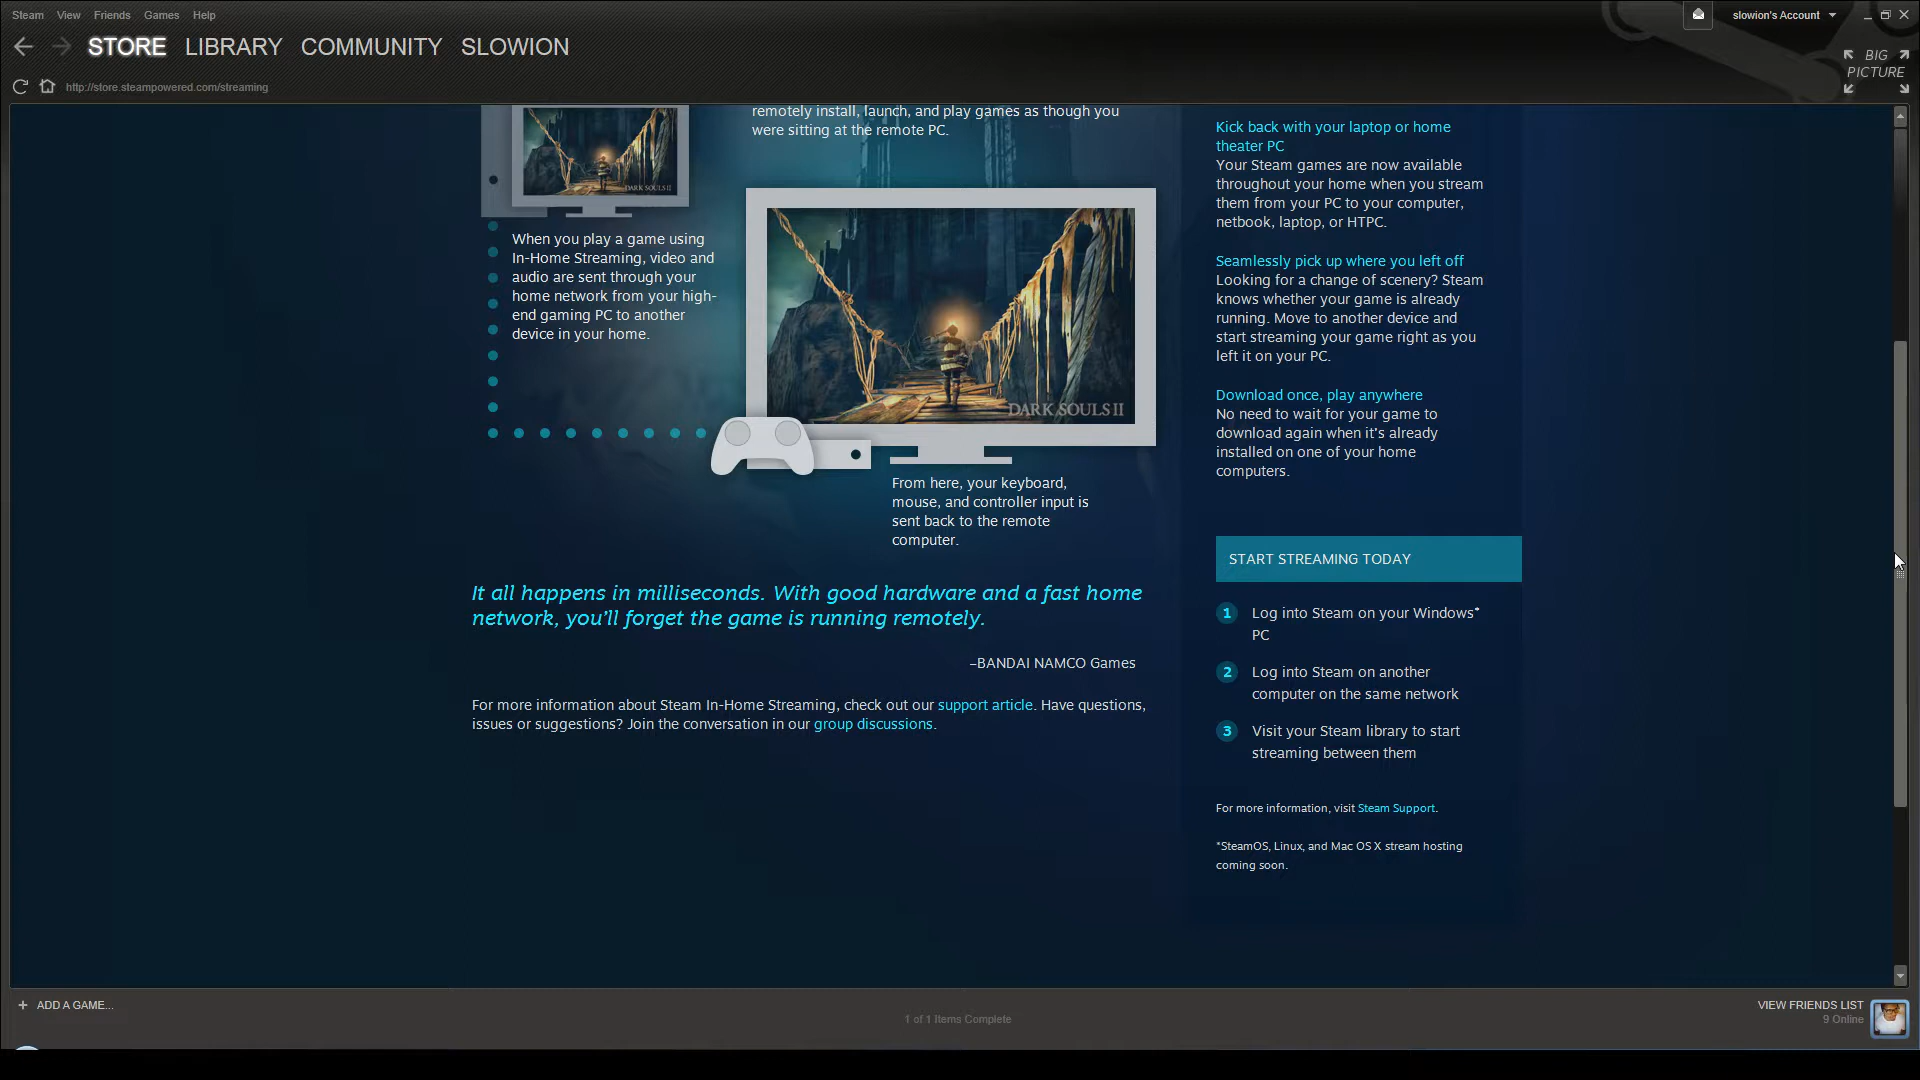 Steam View Friends Games Help
slowion's Account
STORE LIBRARY COMMUNITY SLOWION
BIG
PICTURE
http://store.steampowered.com/streaming
DARK SOULS II
remotely install, launch, and play games as though you
were sitting at the remote PC.
When you play a game using
In-Home Streaming, video and
audio are sent through your
home network from your high-
end gaming PC to another
device in your home.
DARK SOULS II
From here, your keyboard,
mouse, and controller input is
sent back to the remote
computer.
It all happens in milliseconds. With good hardware and a fast home
network, you'll forget the game is running remotely.
–BANDAI NAMCO Games
For more information about Steam In-Home Streaming, check out our support article. Have questions,
issues or suggestions? Join the conversation in our group discussions.
Kick back with your laptop or home
theater PC
Your Steam games are now available
throughout your home when you stream
them from your PC to your computer,
netbook, laptop, or HTPC.
Seamlessly pick up where you left off
Looking for a change of scenery? Steam
knows whether your game is already
running. Move to another device and
start streaming your game right as you
left it on your PC.
Download once, play anywhere
No need to wait for your game to
download again when it's already
installed on one of your home
computers.
START STREAMING TODAY
1 Log into Steam on your Windows*
PC
2 Log into Steam on another
computer on the same network
3 Visit your Steam library to start
streaming between them
For more information, visit Steam Support.
*SteamOS, Linux, and Mac OS X stream hosting
coming soon.
+ ADD A GAME...
1 of 1 Items Complete
VIEW FRIENDS LIST
9 Online